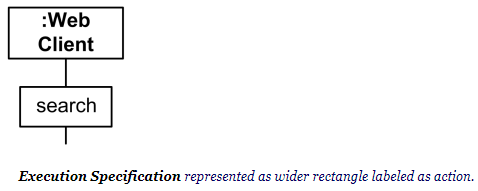 :Web
Client
search
Execution Specification represented as wider rectangle labeled as action.